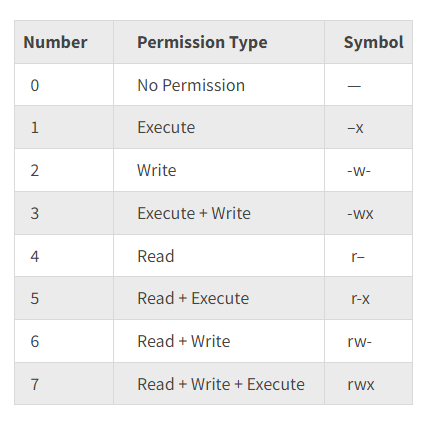 Number Permission Type Symbol
0 No Permission —
1 Execute –x
2 Write -w-
3 Execute + Write -wx
4 Read r–
5 Read + Execute r-x
6 Read + Write rw-
7 Read + Write + Execute rwx